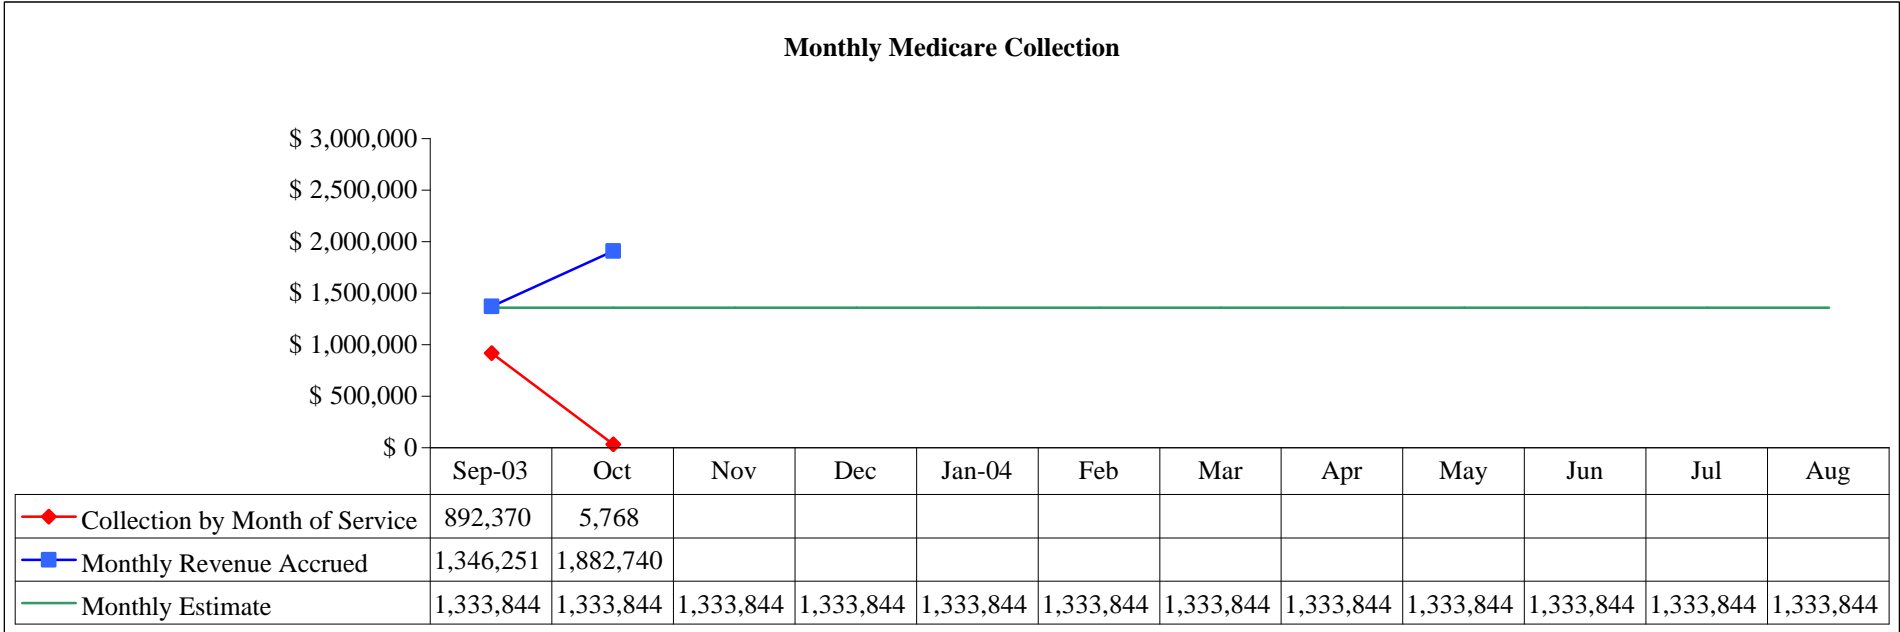 Monthly Medicare Collection
$ 3,000,000
$ 2,500,000
$ 2,000,000
$ 1,500,000
$ 1,000,000
$ 500,000
$ 0
Sep-03 Oct Nov Dec Jan-04 Feb Mar Apr May Jun Jul Aug
Collection by Month of Service 892,370 5,768
Monthly Revenue Accrued 1,346,251 1,882,740
Monthly Estimate 1,333,844 1,333,844 1,333,844 1,333,844 1,333,844 1,333,844 1,333,844 1,333,844 1,333,844 1,333,844 1,333,844 1,333,844